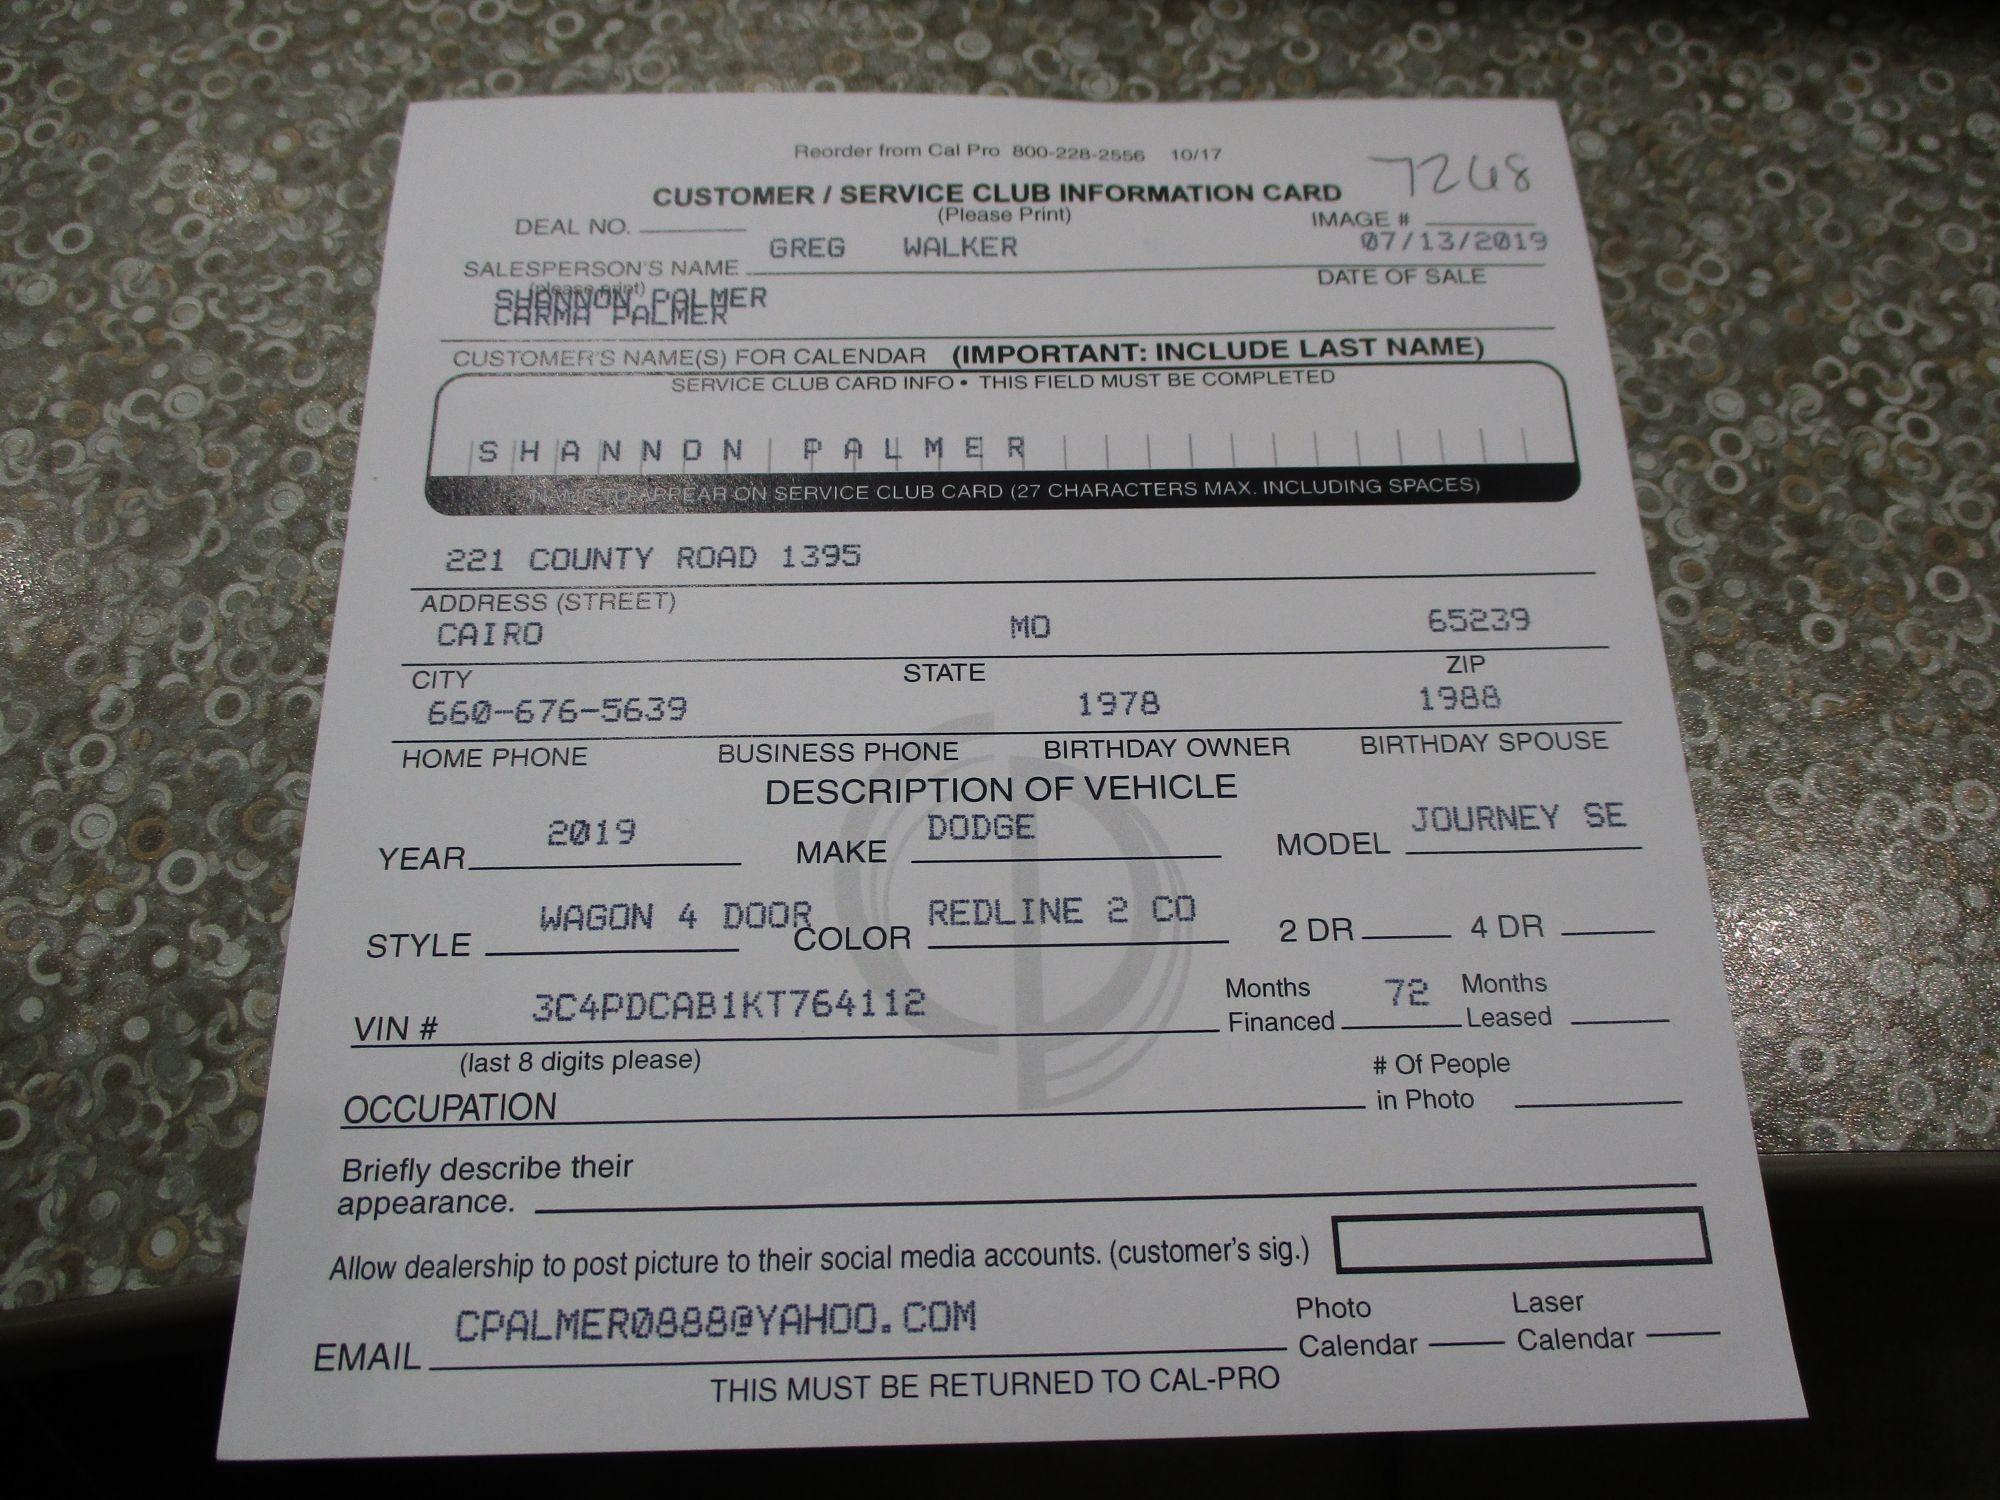 Reorder from Cal Pro 800-228-2556 10/17
7268
CUSTOMER / SERVICE CLUB INFORMATION CARD
(Please Print)
DEAL NO. IMAGE #
GREG WALKER 07/13/2019
SALESPERSON'S NAME DATE OF SALE
(please print)
SHANNON PALMER
CARMA PALMER
CUSTOMER'S NAME(S) FOR CALENDAR (IMPORTANT: INCLUDE LAST NAME)
SERVICE CLUB CARD INFO • THIS FIELD MUST BE COMPLETED
SHANNON PALMER
NAME TO APPEAR ON SERVICE CLUB CARD (27 CHARACTERS MAX. INCLUDING SPACES)
221 COUNTY ROAD 1395
ADDRESS (STREET)
CAIRO MO 65239
CITY STATE ZIP
660-676-5639 1978 1988
HOME PHONE BUSINESS PHONE BIRTHDAY OWNER BIRTHDAY SPOUSE
DESCRIPTION OF VEHICLE
YEAR 2019 MAKE DODGE MODEL JOURNEY SE
STYLE WAGON 4 DOOR COLOR REDLINE 2 CO 2 DR 4 DR
VIN # 3C4PDCAB1KT764112 Months Financed 72 Months Leased
(last 8 digits please)
OCCUPATION # Of People in Photo
Briefly describe their
appearance.
Allow dealership to post picture to their social media accounts. (customer's sig.)
EMAIL CPALMER0888@YAHOO.COM Photo Calendar Laser Calendar
THIS MUST BE RETURNED TO CAL-PRO